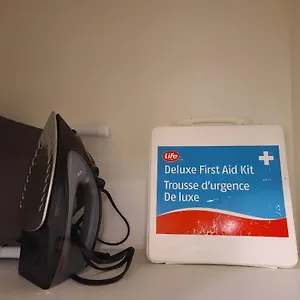 Life
Deluxe First Aid Kit
Trousse d'urgence
De luxe